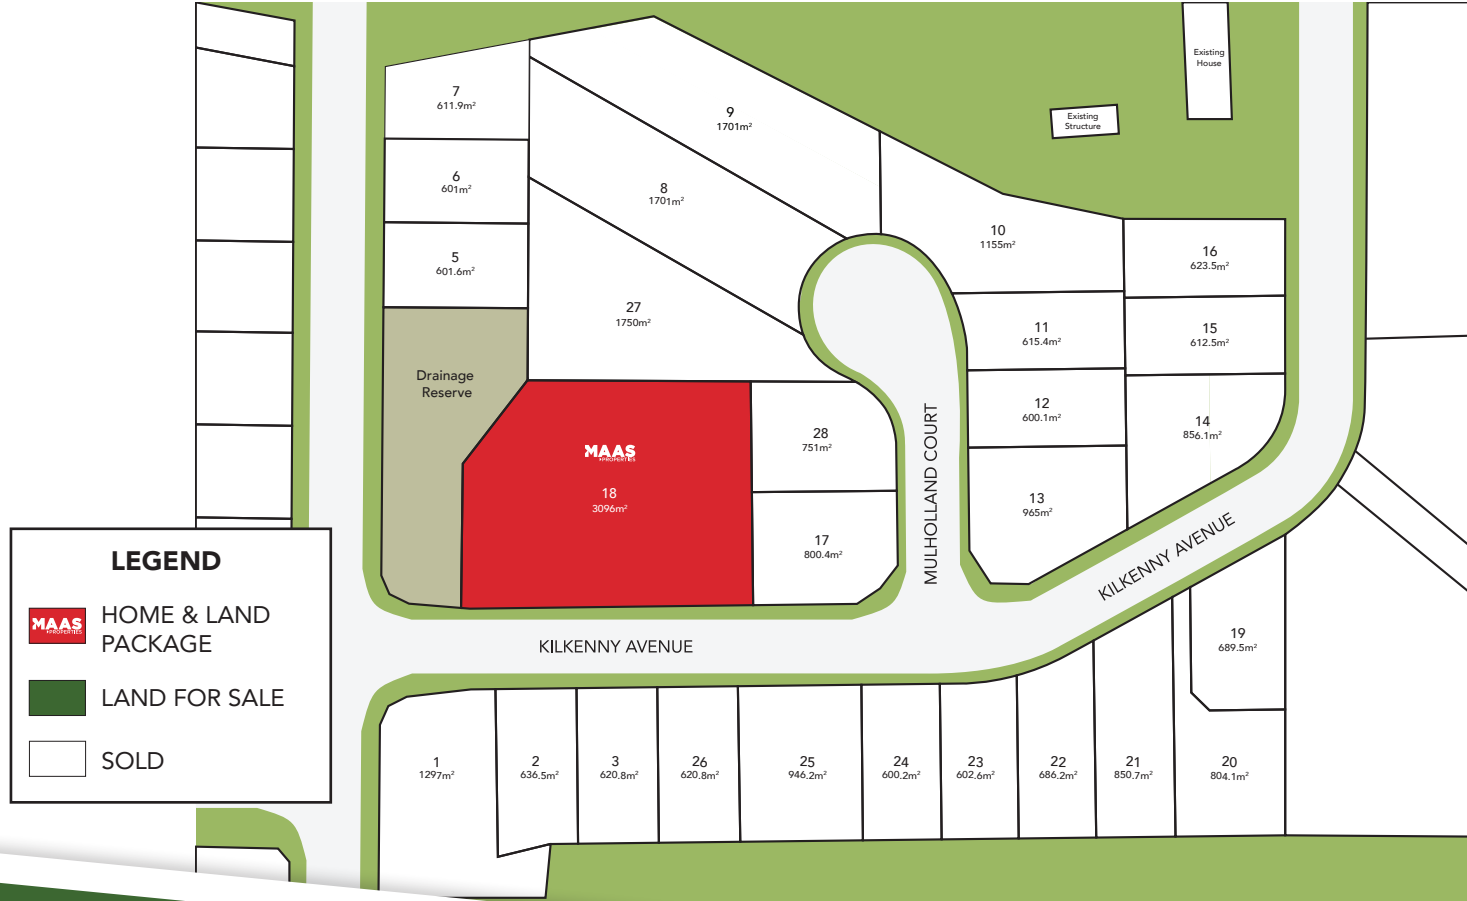 Existing
House
Existing
Structure
7
611.9m²
9
1701m²
6
601m²
8
1701m²
5
601.6m²
10
1155m²
16
623.5m²
27
1750m²
11
615.4m²
15
612.5m²
Drainage
Reserve
12
600.1m²
14
856.1m²
28
751m²
MAAS
PROPERTIES
18
3096m²
13
965m²
17
800.4m²
MULHOLLAND COURT
KILKENNY AVENUE
KILKENNY AVENUE
19
689.5m²
LEGEND
MAAS
PROPERTIES
HOME & LAND
PACKAGE
LAND FOR SALE
SOLD
1
1297m²
2
636.5m²
3
620.8m²
26
620.8m²
25
946.2m²
24
600.2m²
23
602.6m²
22
686.2m²
21
850.7m²
20
804.1m²